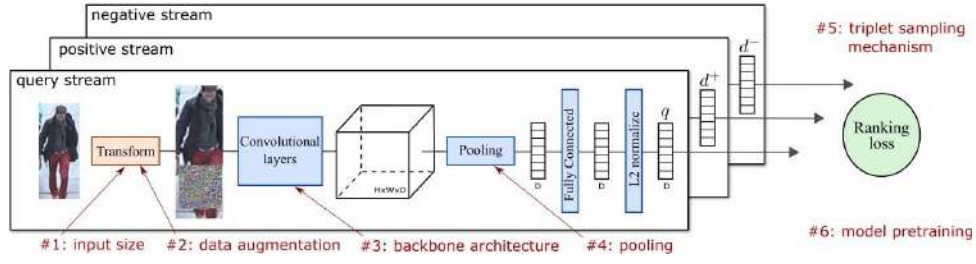 negative stream
positive stream
query stream
Transform
Convolutional
layers
HxWxD
Pooling
D
Fully Connected
D
L2 normalize
q
D
d+
d−
#5: triplet sampling
mechanism
Ranking
loss
#1: input size
#2: data augmentation
#3: backbone architecture
#4: pooling
#6: model pretraining